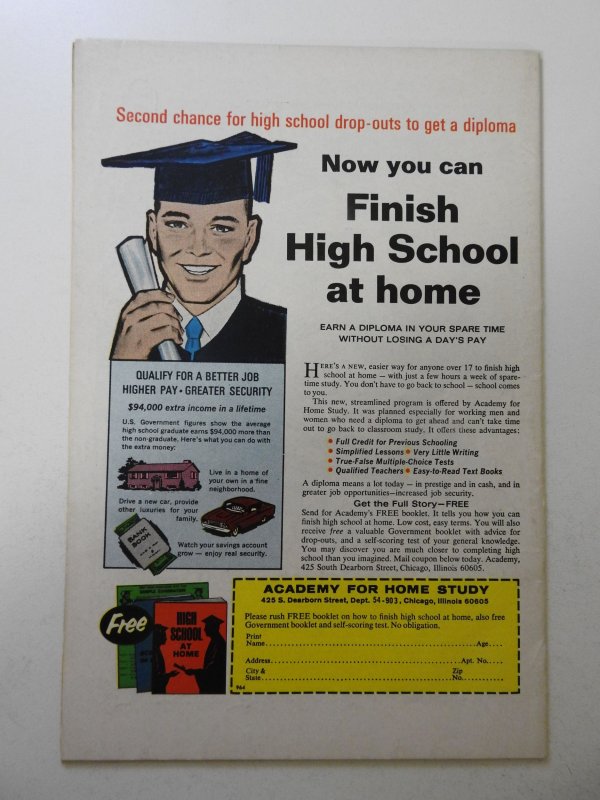 Second chance for high school drop-outs to get a diploma
Now you can
Finish
High School
at home
EARN A DIPLOMA IN YOUR SPARE TIME
WITHOUT LOSING A DAY'S PAY
QUALIFY FOR A BETTER JOB
HIGHER PAY • GREATER SECURITY
$94,000 extra income in a lifetime
U.S. Government figures show the average
high school graduate earns $94,000 more than
the non-graduate. Here's what you can do with
the extra money:
Live in a home of
your own in a fine
neighborhood.
Drive a new car, provide
other luxuries for your
family.
BANK
BOOK
Watch your savings account
grow — enjoy real security.
HERE'S A NEW, easier way for anyone over 17 to finish high
school at home — with just a few hours a week of spare-
time study. You don't have to go back to school — school comes
to you.
This new, streamlined program is offered by Academy for
Home Study. It was planned especially for working men and
women who need a diploma to get ahead and can't take time
out to go back to classroom study. It offers these advantages:
• Full Credit for Previous Schooling
• Simplified Lessons • Very Little Writing
• True-False Multiple-Choice Tests
• Qualified Teachers • Easy-to-Read Text Books
A diploma means a lot today — in prestige and in cash, and in
greater job opportunities—increased job security.
Get the Full Story—FREE
Send for Academy's FREE booklet. It tells you how you can
finish high school at home. Low cost, easy terms. You will also
receive free a valuable Government booklet with advice for
drop-outs, and a self-scoring test of your general knowledge.
You may discover you are much closer to completing high
school than you imagined. Mail coupon below today. Academy,
425 South Dearborn Street, Chicago, Illinois 60605.
Free
HIGH
SCHOOL
AT
HOME
ACADEMY FOR HOME STUDY
425 S. Dearborn Street, Dept. 54-903, Chicago, Illinois 60605
Please rush FREE booklet on how to finish high school at home, also free
Government booklet and self-scoring test. No obligation.
Print
Name Age
Address Apt. No.
City & Zip
State No.
964